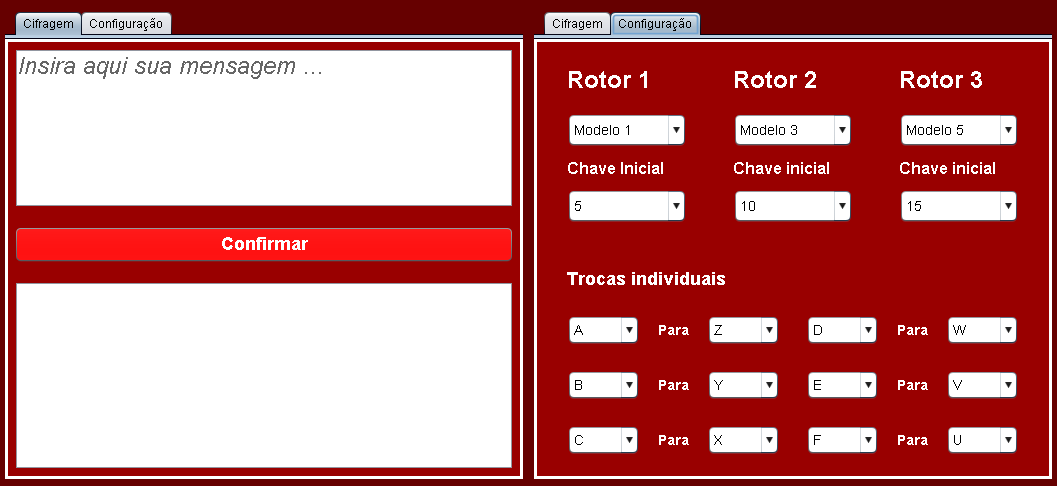 Cifragem Configuração
Insira aqui sua mensagem ...
Confirmar
Cifragem Configuração
Rotor 1 Rotor 2 Rotor 3
Modelo 1 Modelo 3 Modelo 5
Chave Inicial Chave inicial Chave inicial
5 10 15
Trocas individuais
A Para Z D Para W
B Para Y E Para V
C Para X F Para U